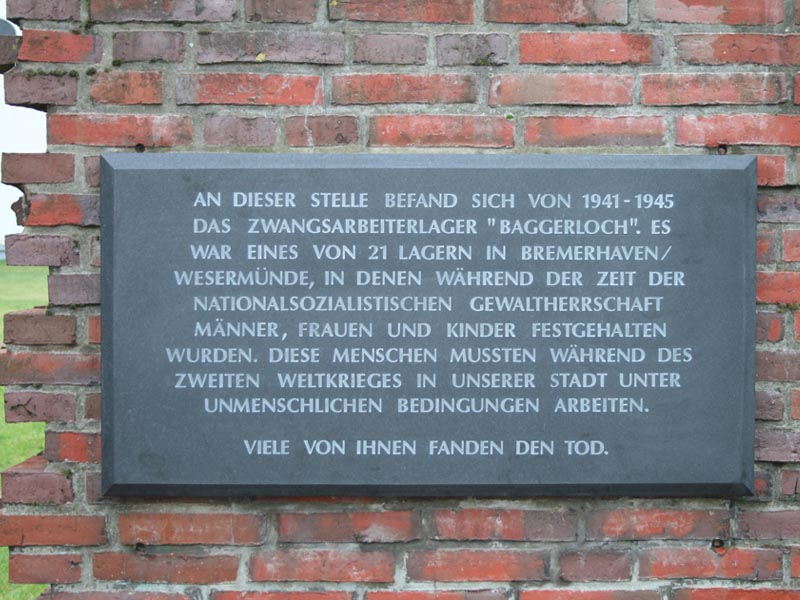 AN DIESER STELLE BEFAND SICH VON 1941-1945
DAS ZWANGSARBEITERLAGER "BAGGERLOCH". ES
WAR EINES VON 21 LAGERN IN BREMERHAVEN/
WESERMÜNDE, IN DENEN WÄHREND DER ZEIT DER
NATIONALSOZIALISTISCHEN GEWALTHERRSCHAFT
MÄNNER, FRAUEN UND KINDER FESTGEHALTEN
WURDEN. DIESE MENSCHEN MUSSTEN WÄHREND DES
ZWEITEN WELTKRIEGES IN UNSERER STADT UNTER
UNMENSCHLICHEN BEDINGUNGEN ARBEITEN.
VIELE VON IHNEN FANDEN DEN TOD.